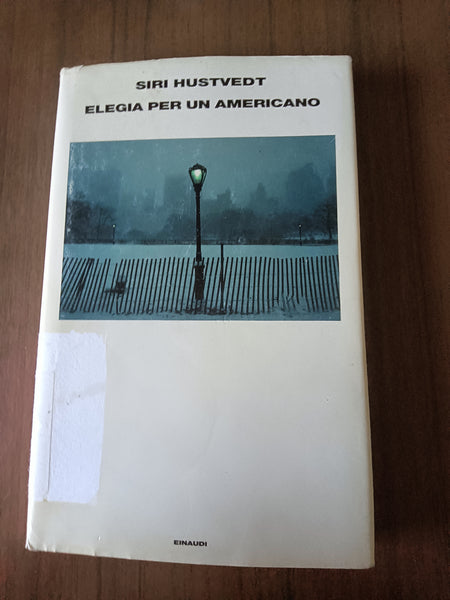 SIRI HUSTVEDT
ELEGIA PER UN AMERICANO
EINAUDI